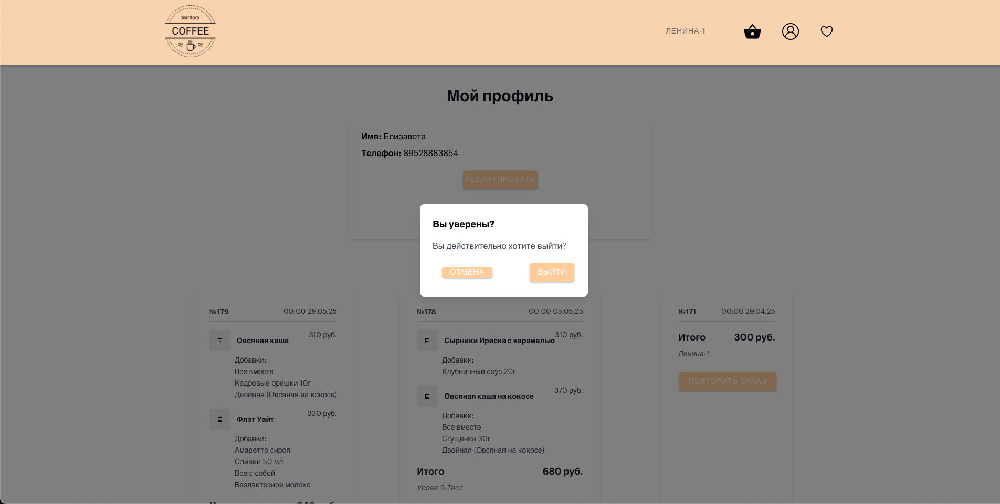 territory
COFFEE
ЛЕНИНА-1
Мой профиль
Имя: Елизавета
Телефон: 89528883854
РЕДАКТИРОВАТЬ
Вы уверены?
Вы действительно хотите выйти?
ОТМЕНА
ВЫЙТИ
№179 00:00 29.05.25
Овсяная каша 310 руб.
Добавки:
Все вместе
Кедровые орешки 10г
Двойная (Овсяная на кокосе)
Флэт Уайт 330 руб.
Добавки:
Амаретто сироп
Сливки 50 мл
Все с собой
Безлактозное молоко
№178 00:00 05.05.25
Сырники Ириска с карамелью 310 руб.
Добавки:
Клубничный соус 20г
Овсяная каша на кокосе 370 руб.
Добавки:
Все вместе
Сгущенка 30г
Двойная (Овсяная на кокосе)
Итого 680 руб.
Усова 9-Тест
№171 00:00 29.04.25
Итого 300 руб.
Ленина-1
ПОВТОРИТЬ ЗАКАЗ